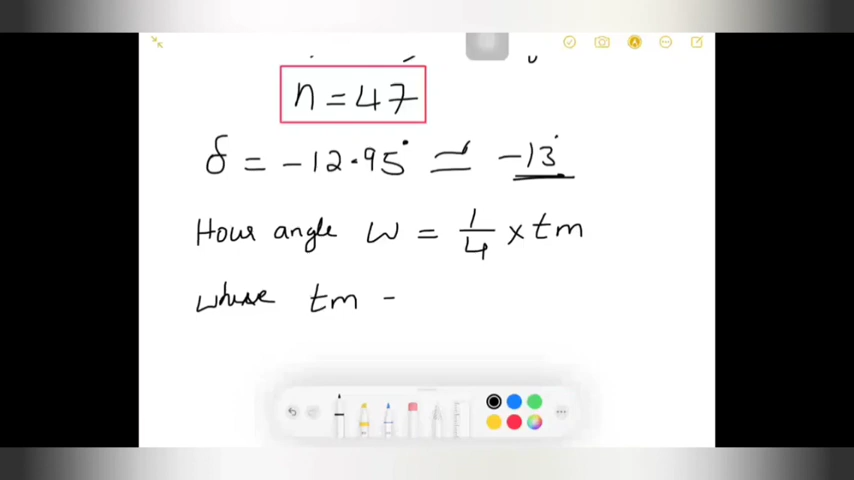 n = 47
δ = -12.95° ≃ -13°
Hour angle ω = 1/4 × tm
where tm -